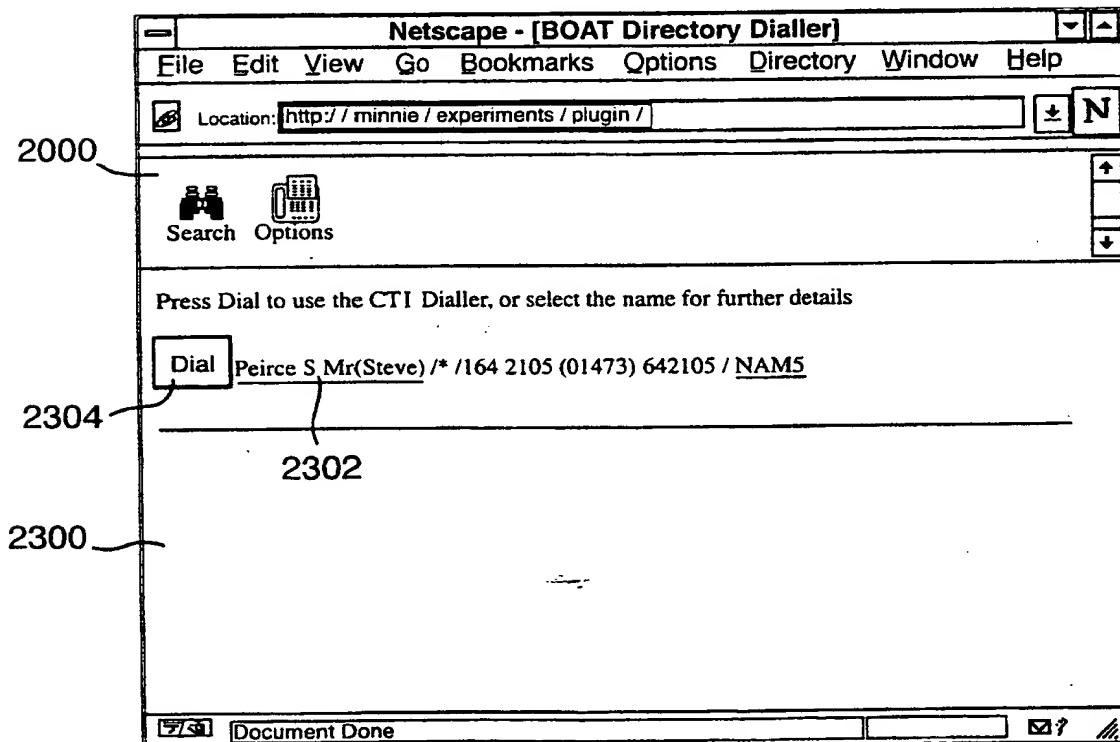 Netscape - [BOAT Directory Dialler]
File Edit View Go Bookmarks Options Directory Window Help
Location: http:/ / minnie / experiments / plugin /
N
2000
Search Options
Press Dial to use the CTI Dialler, or select the name for further details
Dial Peirce S Mr(Steve) /* /164 2105 (01473) 642105 / NAM5
2304
2302
2300
Document Done